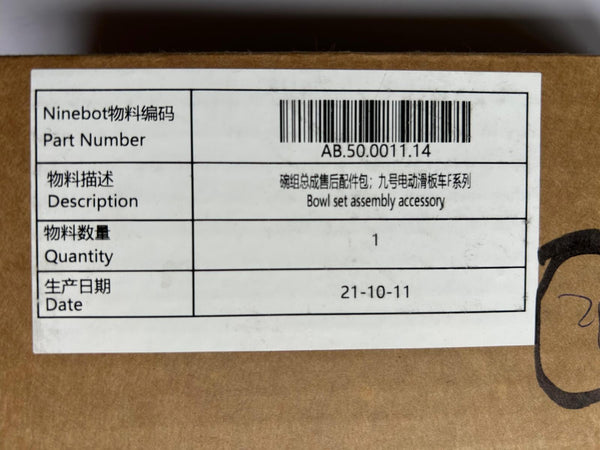 Ninebot物料编码
Part Number
AB.50.0011.14
物料描述
Description
碗组总成售后配件包；九号电动滑板车F系列
Bowl set assembly accessory
物料数量
Quantity
1
生产日期
Date
21-10-11